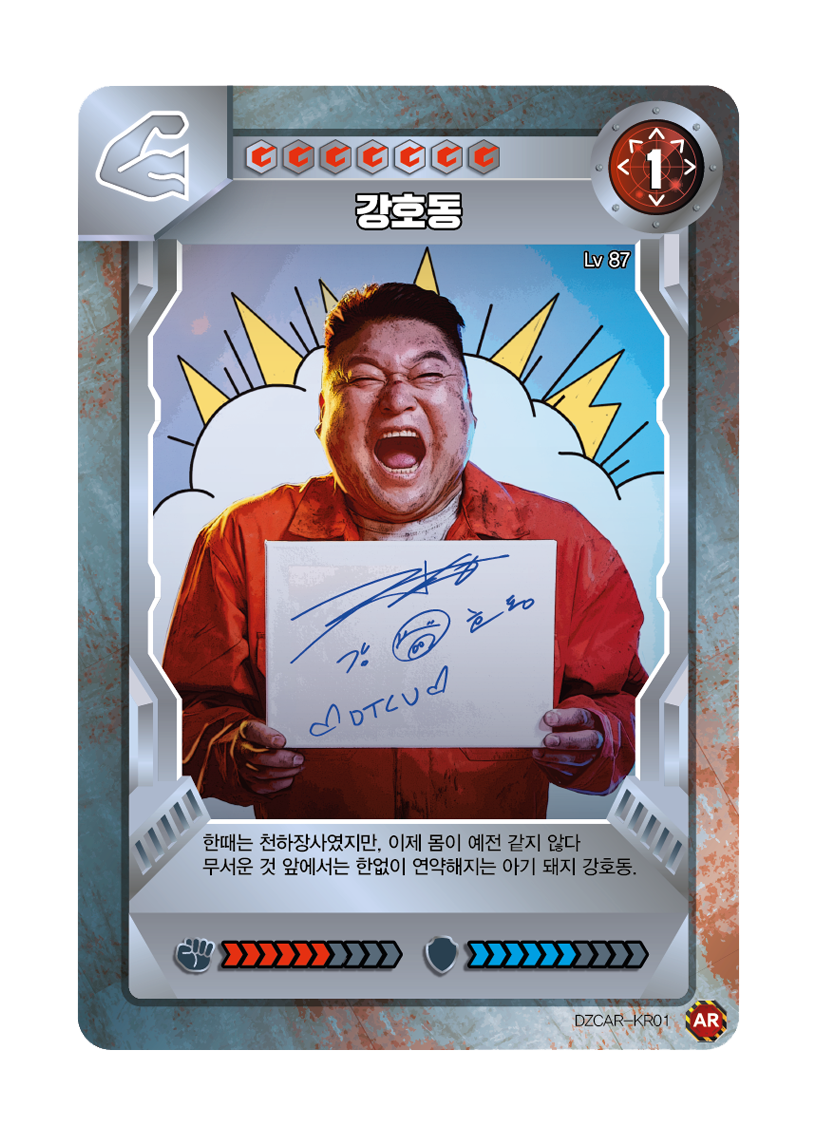 1
강호동
Lv 87
강 호동
DTCU
한때는 천하장사였지만, 이제 몸이 예전 같지 않다
무서운 것 앞에서는 한없이 연약해지는 아기 돼지 강호동.
DZCAR-KR01
AR